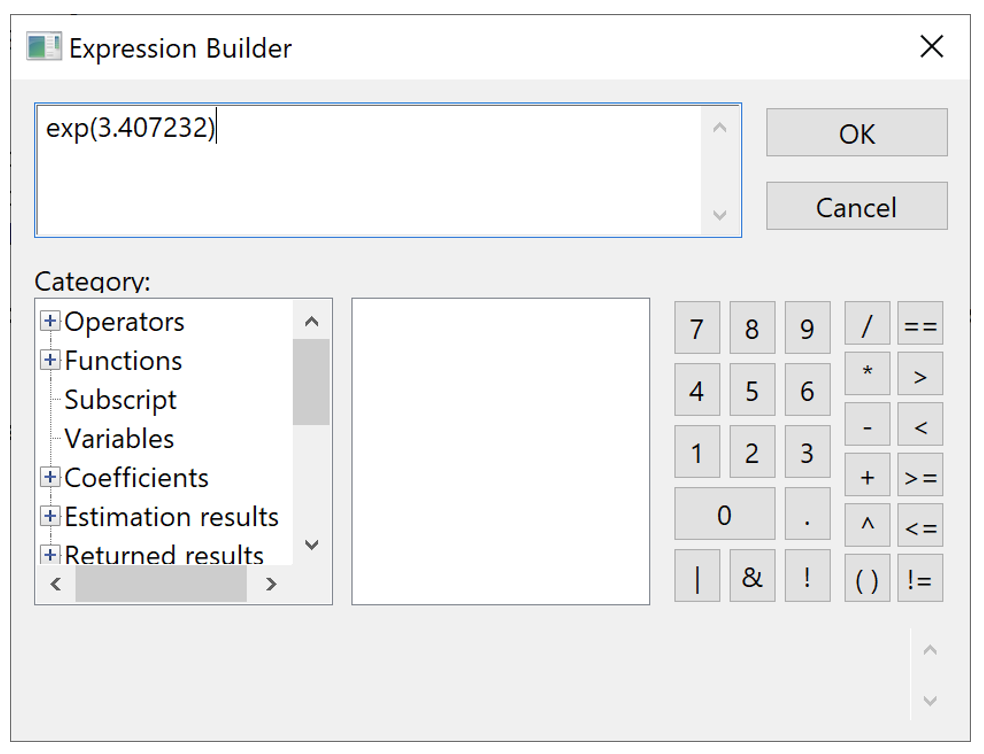 Expression Builder
exp(3.407232)
OK
Cancel
Category:
Operators
Functions
Subscript
Variables
Coefficients
Estimation results
Returned results
7 8 9 / ==
4 5 6 * >
1 2 3 - <
+ >=
0 . ^ <=
| & ! ( ) !=